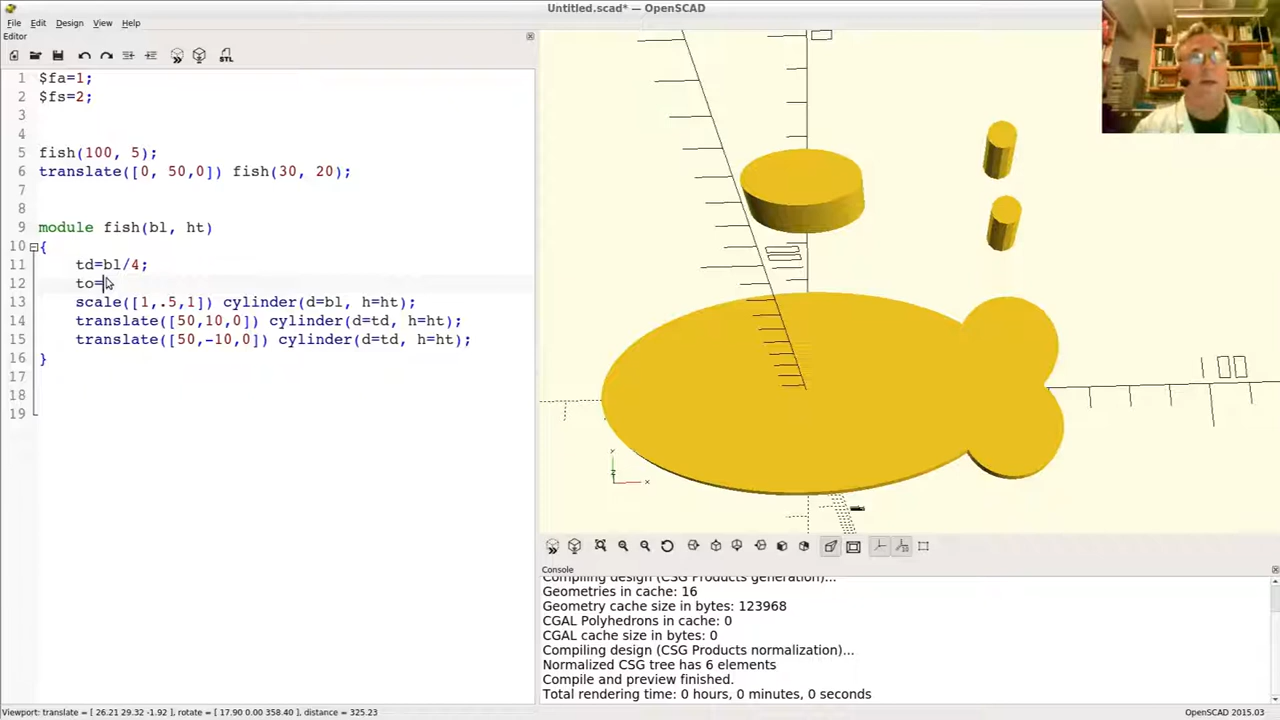 Untitled.scad* — OpenSCAD
File Edit Design View Help
Editor
STL
1 $fa=1;
2 $fs=2;
3
4
5 fish(100, 5);
6 translate([0, 50,0]) fish(30, 20);
7
8
9 module fish(bl, ht)
10 {
11 td=bl/4;
12 to=
13 scale([1,.5,1]) cylinder(d=bl, h=ht);
14 translate([50,10,0]) cylinder(d=td, h=ht);
15 translate([50,-10,0]) cylinder(d=td, h=ht);
16 }
17
18
19
y
z
x
Console
Compiling design (CSG Products generation)...
Geometries in cache: 16
Geometry cache size in bytes: 123968
CGAL Polyhedrons in cache: 0
CGAL cache size in bytes: 0
Compiling design (CSG Products normalization)...
Normalized CSG tree has 6 elements
Compile and preview finished.
Total rendering time: 0 hours, 0 minutes, 0 seconds
Viewport: translate = [ 26.21 29.32 -1.92 ], rotate = [ 17.90 0.00 358.40 ], distance = 325.23
OpenSCAD 2015.03